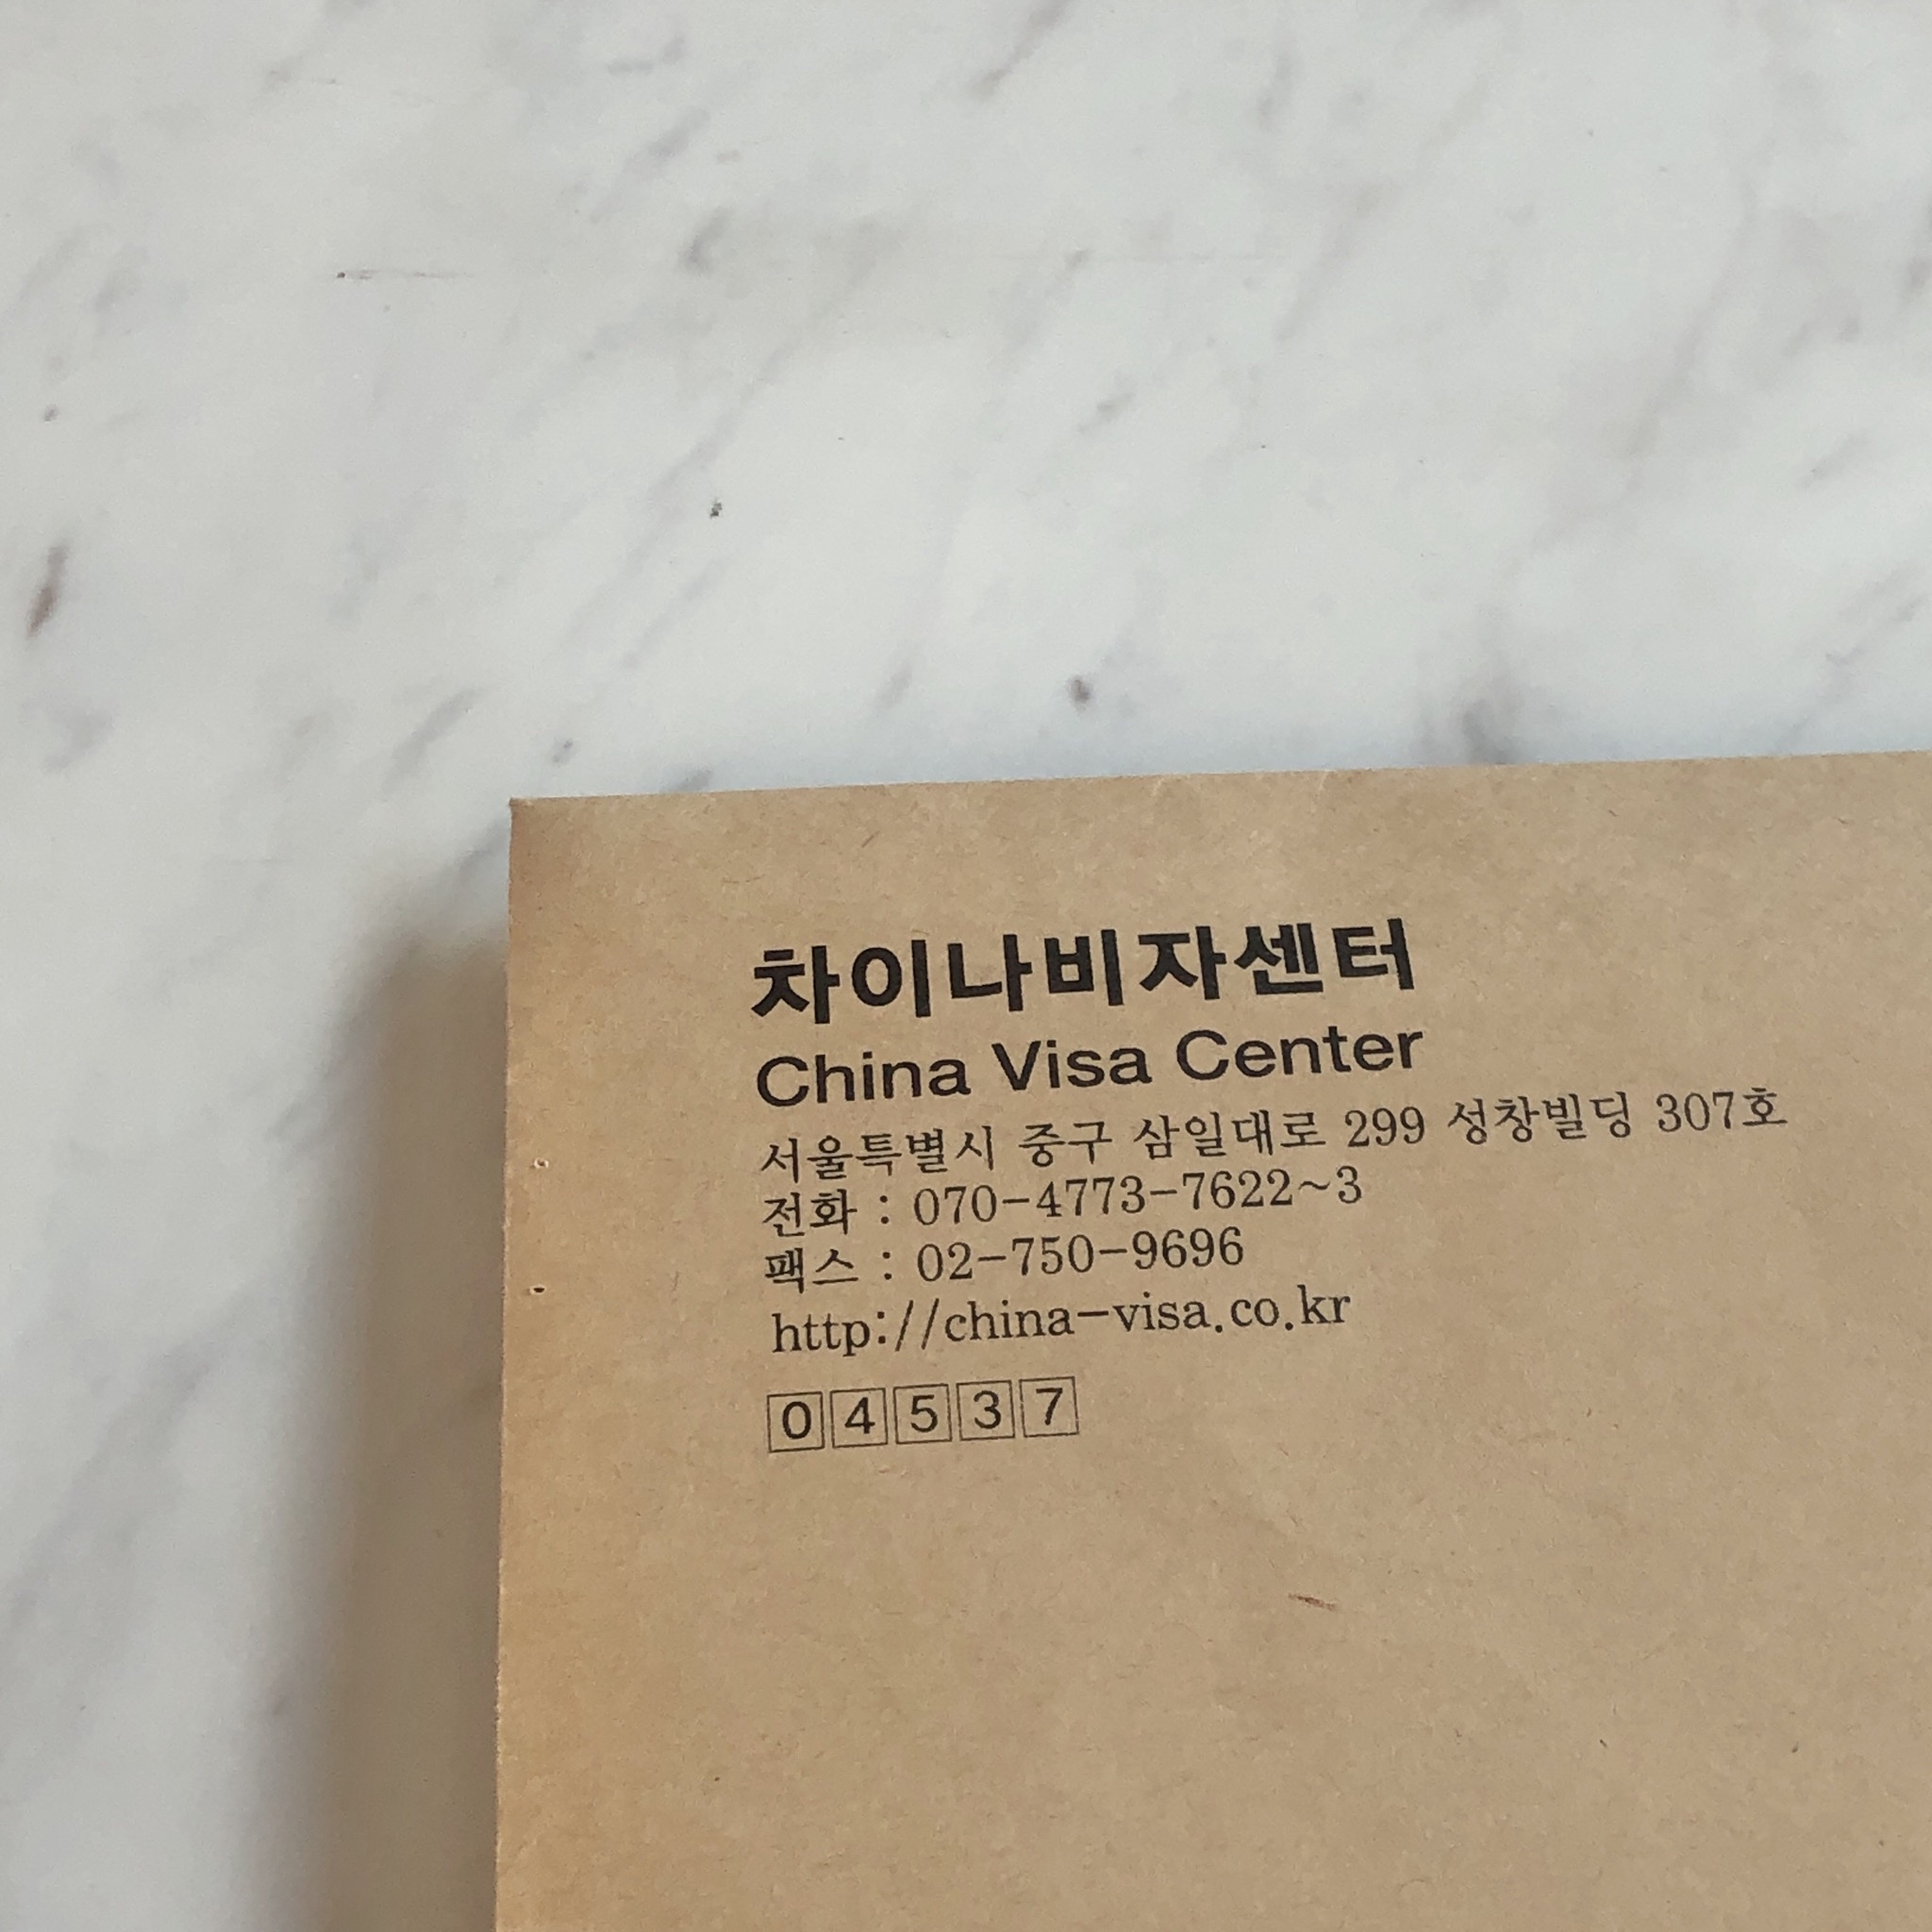 차이나비자센터
China Visa Center
서울특별시 중구 삼일대로 299 성창빌딩 307호
전화 : 070-4773-7622~3
팩스 : 02-750-9696
http://china-visa.co.kr
04537